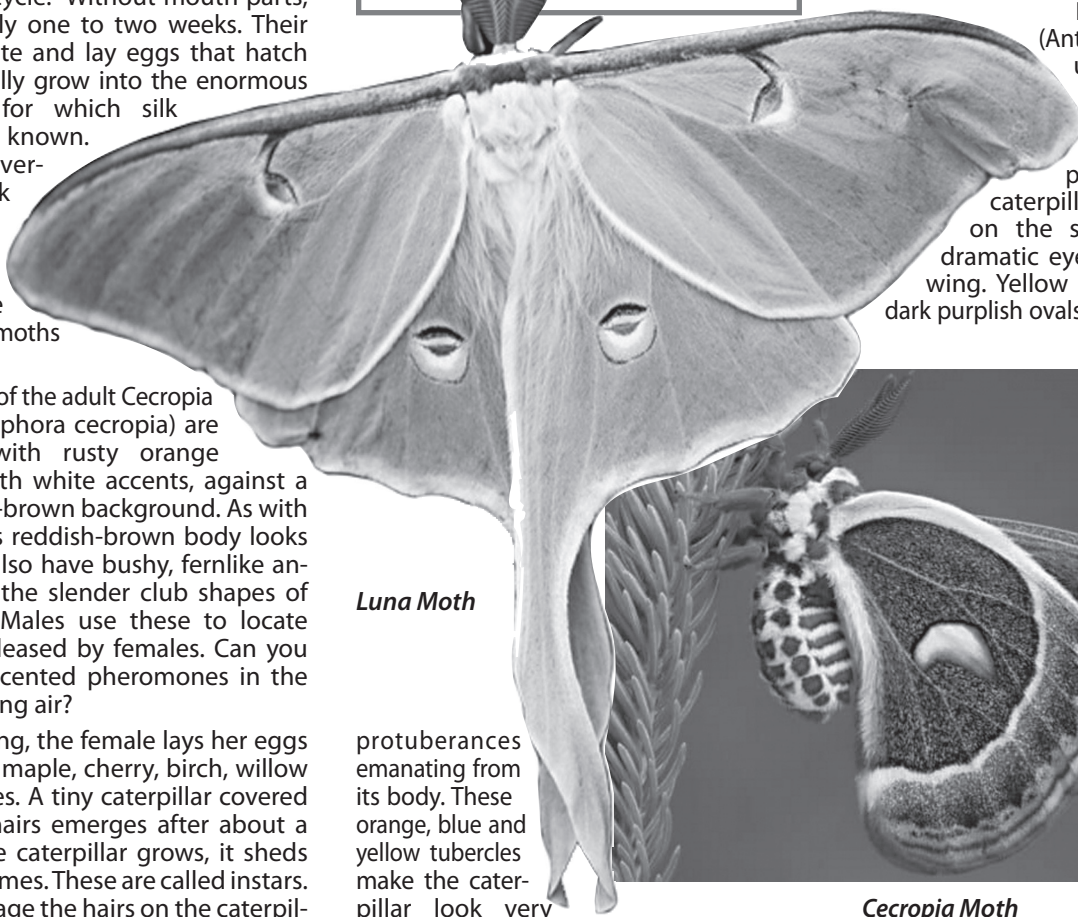 cycle. Without mouth parts,
ly one to two weeks. Their
te and lay eggs that hatch
lly grow into the enormous
for which silk
known.
ver-
k
e
moths
of the adult Cecropia
phora cecropia) are
with rusty orange
th white accents, against a
-brown background. As with
s reddish-brown body looks
lso have bushy, fernlike an-
the slender club shapes of
Males use these to locate
leased by females. Can you
cented pheromones in the
ng air?
ng, the female lays her eggs
maple, cherry, birch, willow
es. A tiny caterpillar covered
hairs emerges after about a
e caterpillar grows, it sheds
mes. These are called instars.
age the hairs on the caterpil-
Luna Moth
protuberances
emanating from
its body. These
orange, blue and
yellow tubercles
make the cater-
pillar look very
(Ant
u
p
caterpill
on the s
dramatic eye
wing. Yellow
dark purplish ovals
Cecropia Moth